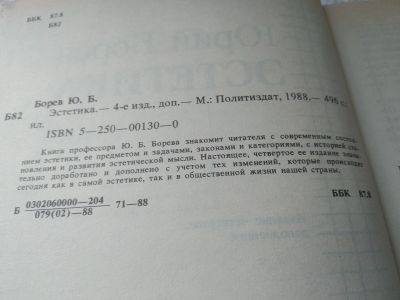 ББК 87.8
Б82
Борев Ю. Б.
Б82 Эстетика.— 4-е изд., доп.— М.: Политиздат, 1988.— 496 с.:
ил.
ISBN 5—250—00130—0
Книга профессора Ю. Б. Борева знакомит читателя с современным состоя-
нием эстетики, ее предметом и задачами, законами и категориями, с историей ста-
новления и развития эстетической мысли. Настоящее, четвертое ее издание значи-
тельно доработано и дополнено с учетом тех изменений, которые происходят
сегодня как в самой эстетике, так и в общественной жизни нашей страны.
Б 0302060000—204 71—88
079(02)—88
ББК 87.8